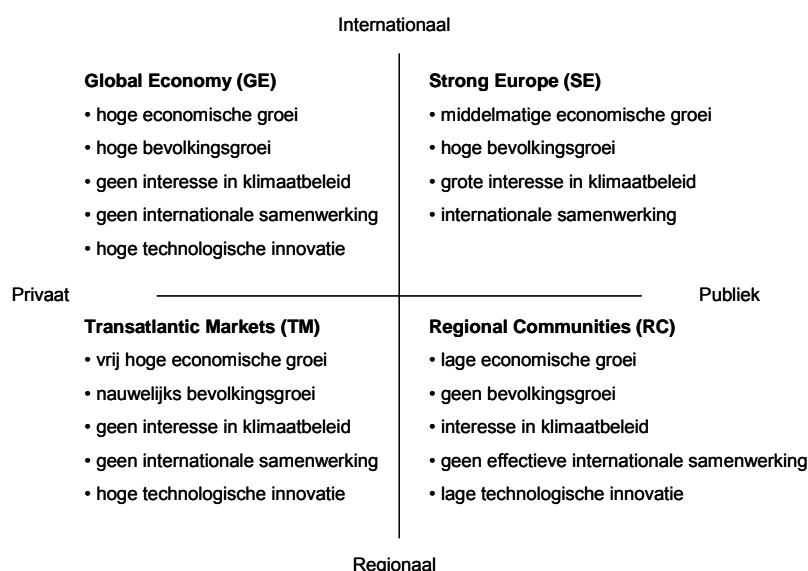 Internationaal
Global Economy (GE)
• hoge economische groei
• hoge bevolkingsgroei
• geen interesse in klimaatbeleid
• geen internationale samenwerking
• hoge technologische innovatie
Strong Europe (SE)
• middelmatige economische groei
• hoge bevolkingsgroei
• grote interesse in klimaatbeleid
• internationale samenwerking
Privaat
Publiek
Transatlantic Markets (TM)
• vrij hoge economische groei
• nauwelijks bevolkingsgroei
• geen interesse in klimaatbeleid
• geen internationale samenwerking
• hoge technologische innovatie
Regional Communities (RC)
• lage economische groei
• geen bevolkingsgroei
• interesse in klimaatbeleid
• geen effectieve internationale samenwerking
• lage technologische innovatie
Regionaal